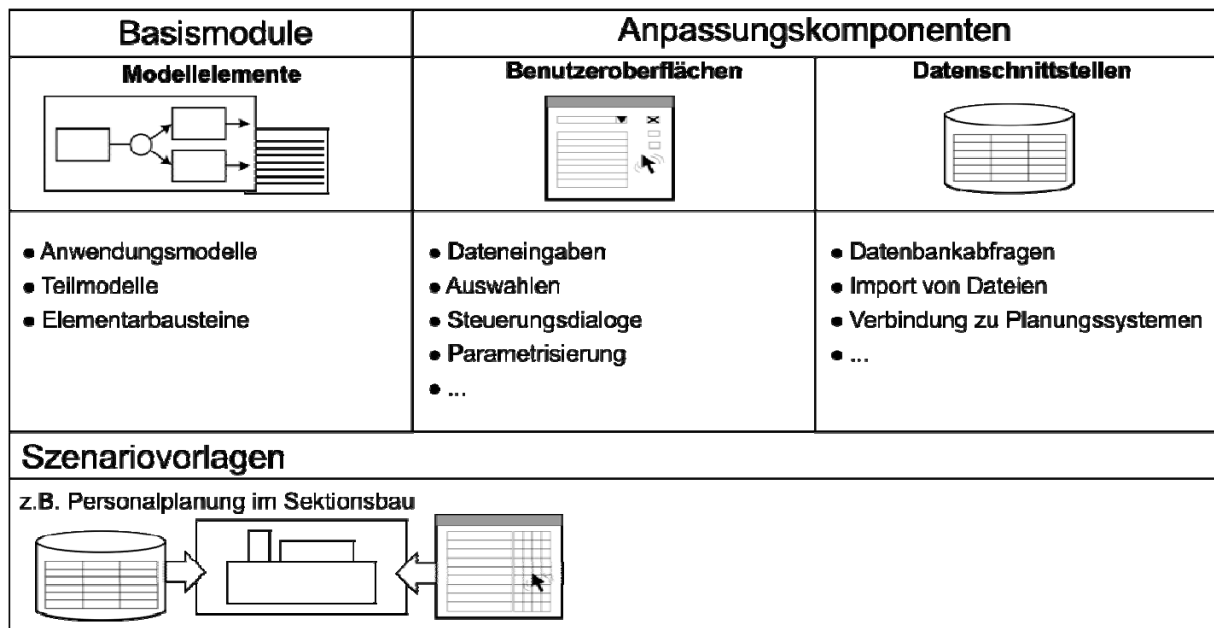 Basismodule
Anpassungskomponenten
Modellelemente
Benutzeroberflächen
Datenschnittstellen
● Anwendungsmodelle
● Teilmodelle
● Elementarbausteine
● Dateneingaben
● Auswahlen
● Steuerungsdialoge
● Parametrisierung
● ...
● Datenbankabfragen
● Import von Dateien
● Verbindung zu Planungssystemen
● ...
Szenariovorlagen
z.B. Personalplanung im Sektionsbau